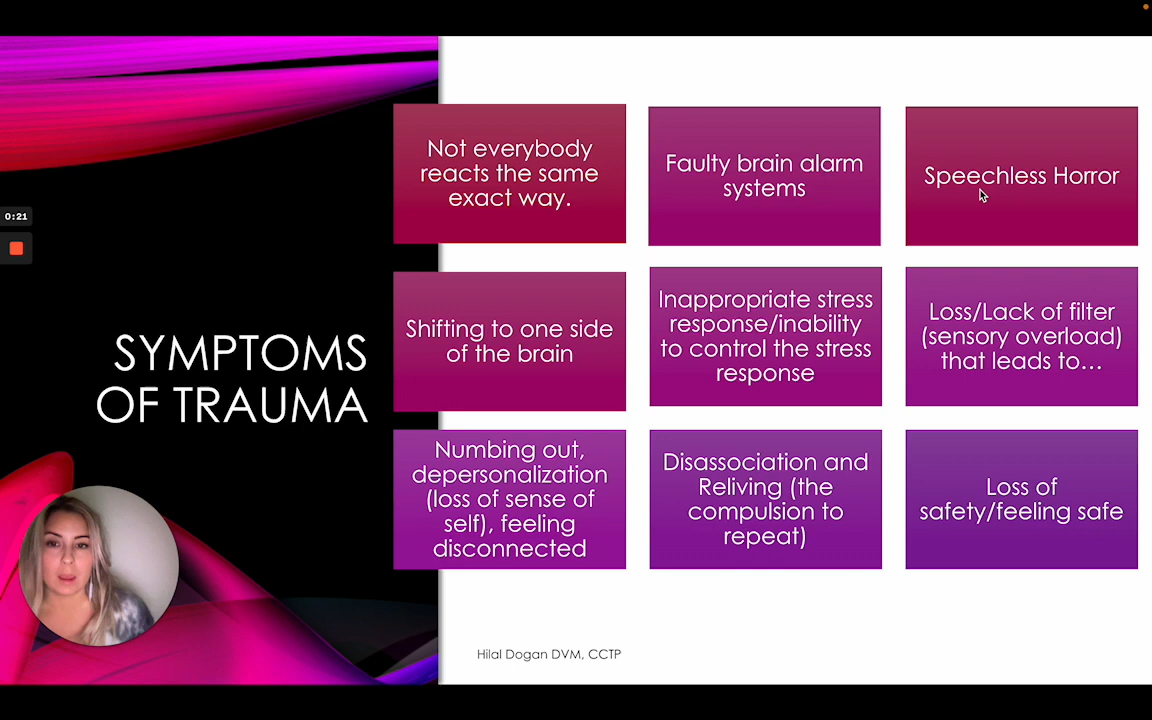 Not everybody
reacts the same
exact way.
Faulty brain alarm
systems
Speechless Horror
0:21
Shifting to one side
of the brain
Inappropriate stress
response/inability
to control the stress
response
Loss/Lack of filter
(sensory overload)
that leads to...
SYMPTOMS
OF TRAUMA
Numbing out,
depersonalization
(loss of sense of
self), feeling
disconnected
Disassociation and
Reliving (the
compulsion to
repeat)
Loss of
safety/feeling safe
Hilal Dogan DVM, CCTP